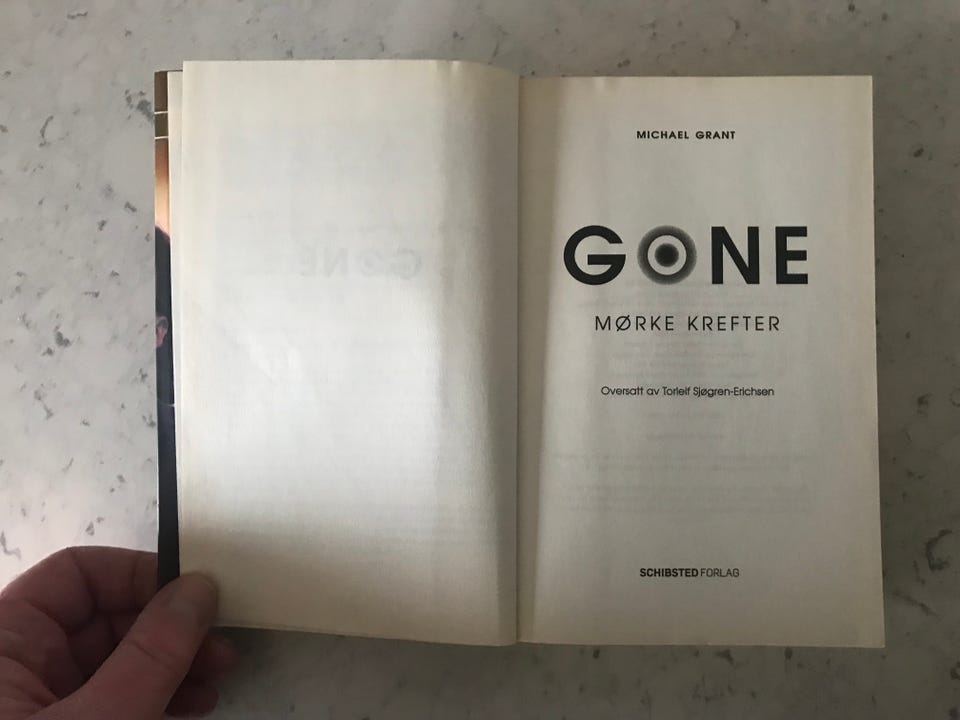 MICHAEL GRANT
GONE
MØRKE KREFTER
Oversatt av Torleif Sjøgren-Erichsen
SCHIBSTED FORLAG